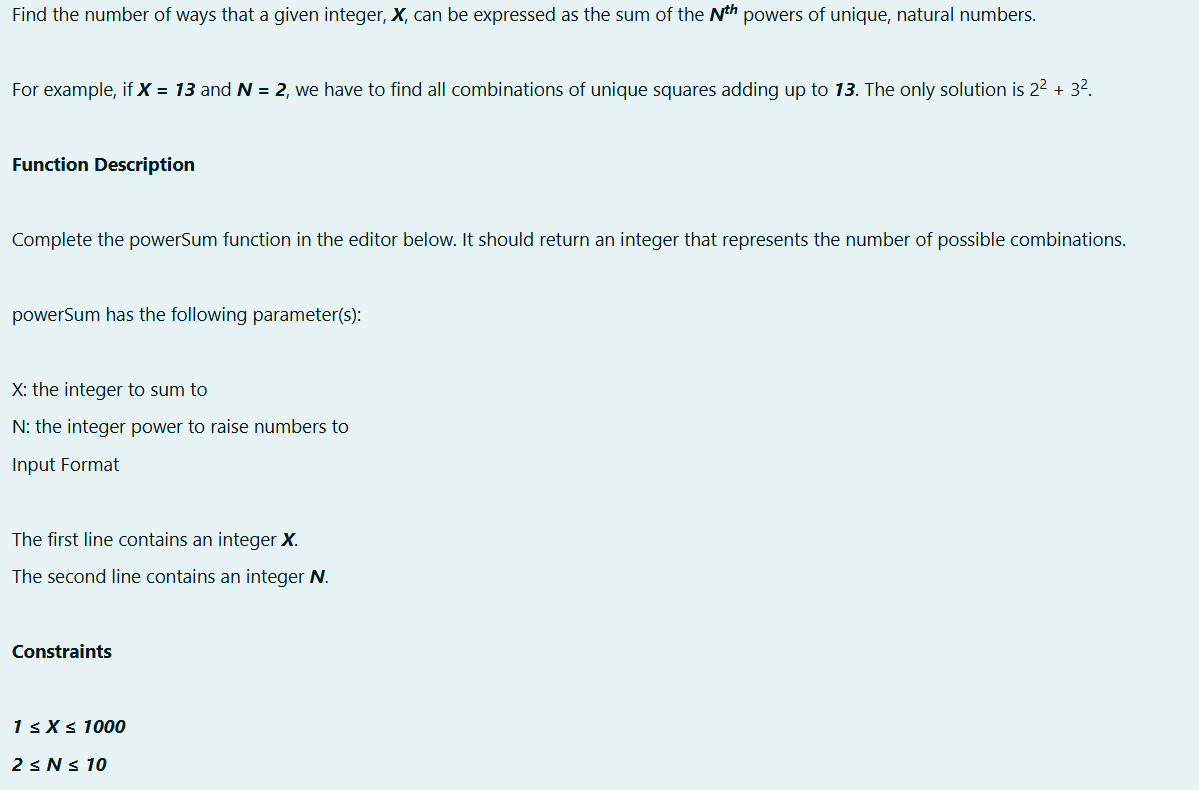 Find the number of ways that a given integer, X, can be expressed as the sum of the Nth powers of unique, natural numbers.
For example, if X = 13 and N = 2, we have to find all combinations of unique squares adding up to 13. The only solution is 2² + 3².
Function Description
Complete the powerSum function in the editor below. It should return an integer that represents the number of possible combinations.
powerSum has the following parameter(s):
X: the integer to sum to
N: the integer power to raise numbers to
Input Format
The first line contains an integer X.
The second line contains an integer N.
Constraints
1 ≤ X ≤ 1000
2 ≤ N ≤ 10